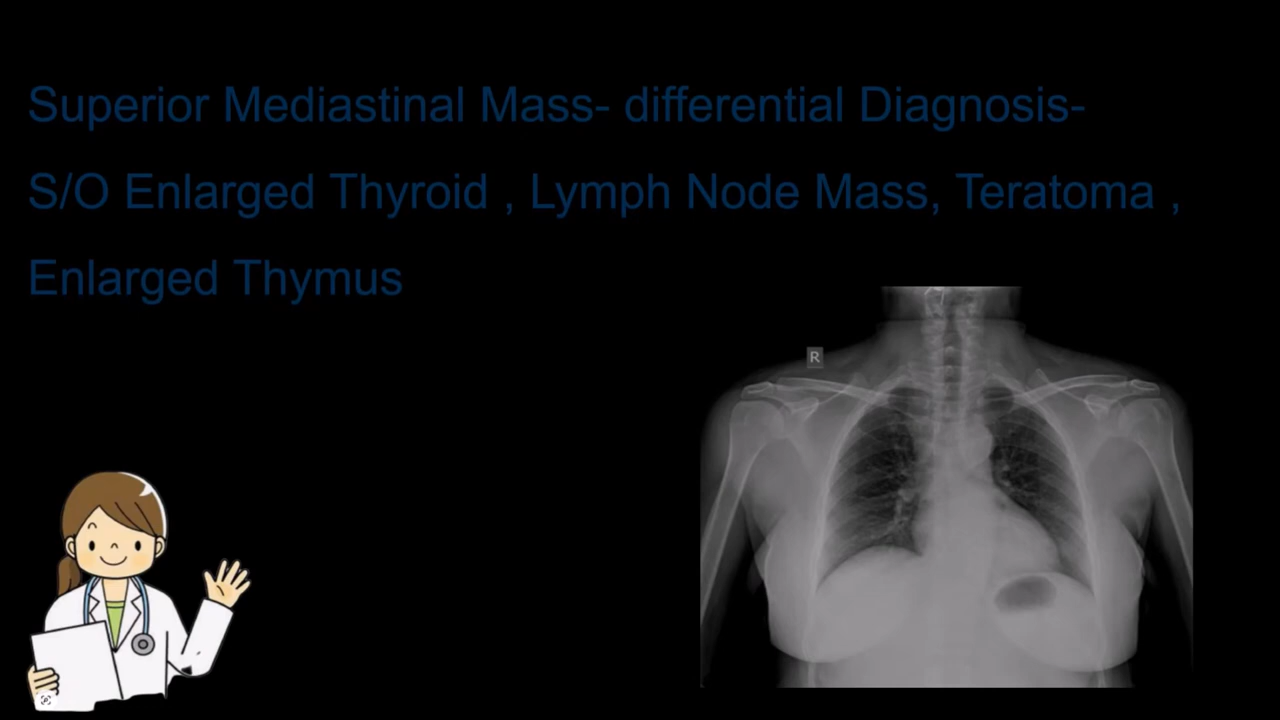 Superior Mediastinal Mass- differential Diagnosis-
S/O Enlarged Thyroid , Lymph Node Mass, Teratoma ,
Enlarged Thymus
R